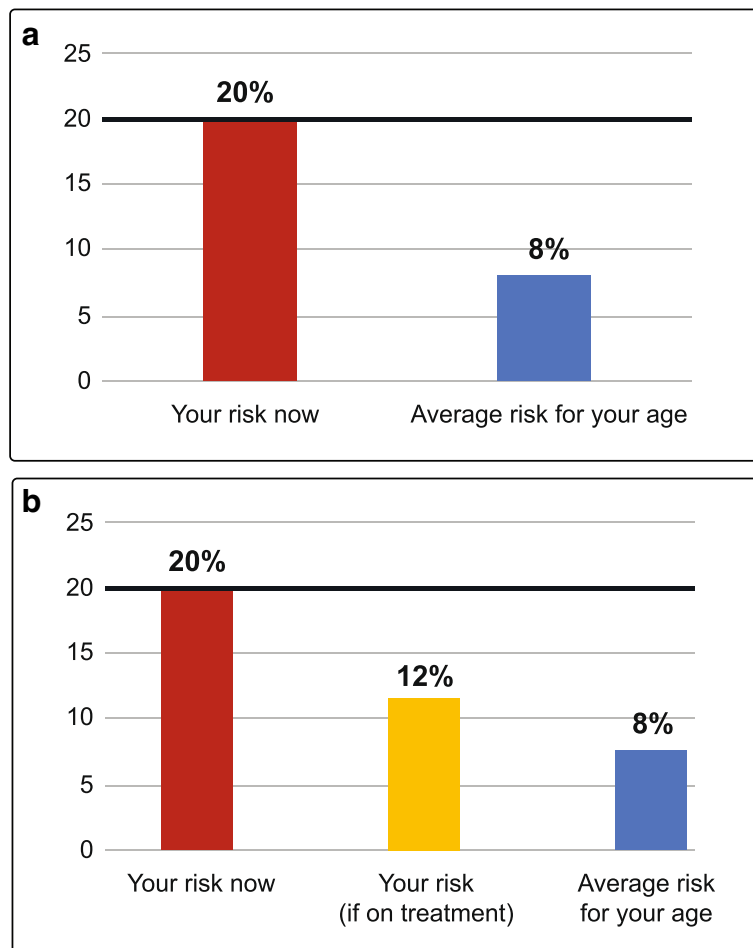 a
25
20%
20
15
10
8%
5
0
Your risk now
Average risk for your age
b
25
20%
20
15
12%
10
8%
5
0
Your risk now
Your risk
(if on treatment)
Average risk
for your age